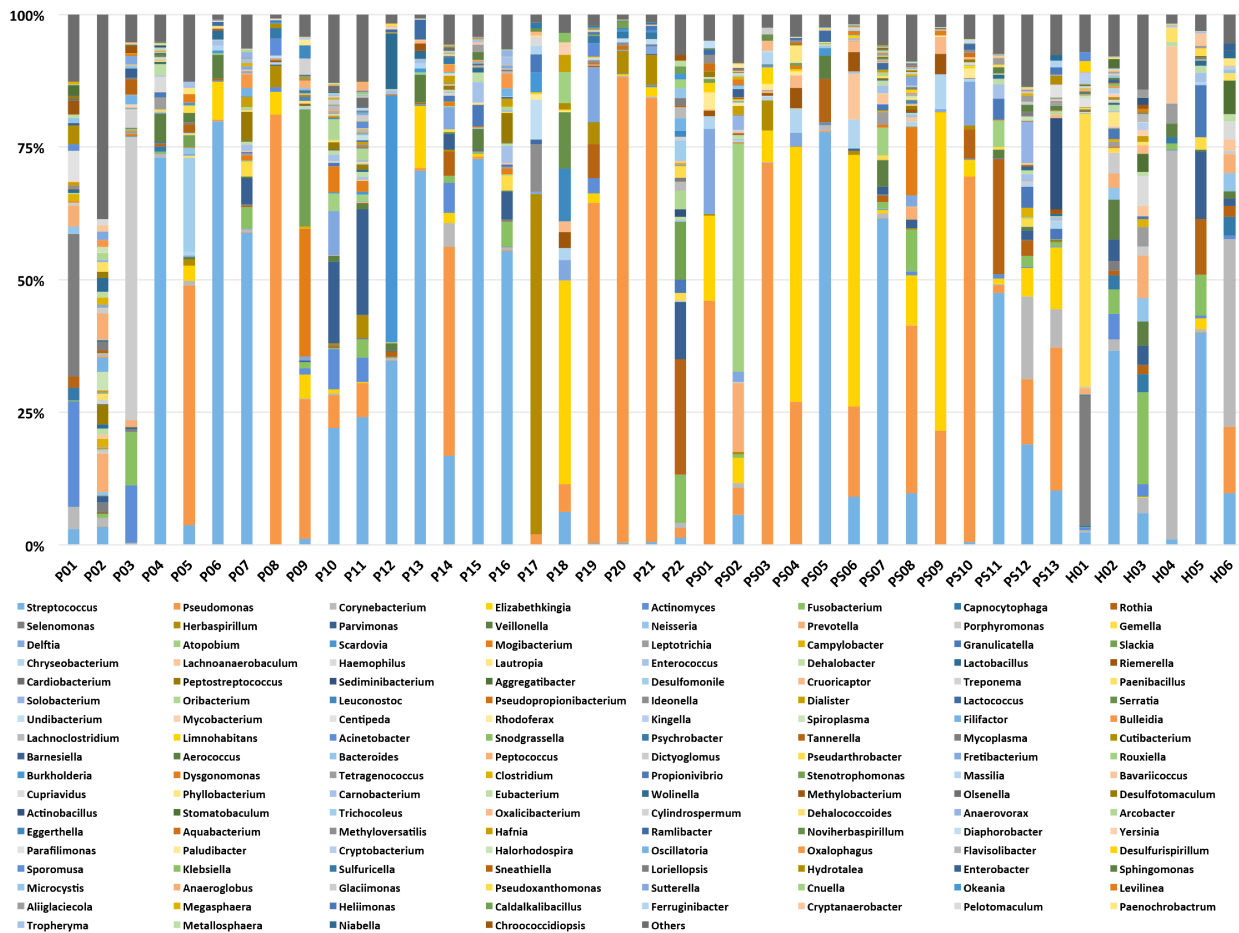 100%
75%
50%
25%
0%
P01 P02 P03 P04 P05 P06 P07 P08 P09 P10 P11 P12 P13 P14 P15 P16 P17 P18 P19 P20 P21 P22 PS01 PS02 PS03 PS04 PS05 PS06 PS07 PS08 PS09 PS10 PS11 PS12 PS13 H01 H02 H03 H04 H05 H06
Streptococcus Pseudomonas Corynebacterium Elizabethkingia Actinomyces Fusobacterium Capnocytophaga Rothia
Selenomonas Herbaspirillum Parvimonas Veillonella Neisseria Prevotella Porphyromonas Gemella
Delftia Atopobium Scardovia Mogibacterium Leptotrichia Campylobacter Granulicatella Slackia
Chryseobacterium Lachnoanaerobaculum Haemophilus Lautropia Enterococcus Dehalobacter Lactobacillus Riemerella
Cardiobacterium Peptostreptococcus Sediminibacterium Aggregatibacter Desulfomonile Cruoricaptor Treponema Paenibacillus
Solobacterium Oribacterium Leuconostoc Pseudopropionibacterium Ideonella Dialister Lactococcus Serratia
Undibacterium Mycobacterium Centipeda Rhodoferax Kingella Spiroplasma Filifactor Bulleidia
Lachnoclostridium Limnohabitans Acinetobacter Snodgrassella Psychrobacter Tannerella Mycoplasma Cutibacterium
Barnesiella Aerococcus Bacteroides Peptococcus Dictyoglomus Pseudarthrobacter Fretibacterium Rouxiella
Burkholderia Dysgonomonas Tetragenococcus Clostridium Propionivibrio Stenotrophomonas Massilia Bavariicoccus
Cupriavidus Phyllobacterium Carnobacterium Eubacterium Wolinella Methylobacterium Olsenella Desulfotomaculum
Actinobacillus Stomatobaculum Trichocoleus Oxalicibacterium Cylindrospermum Dehalococcoides Anaerovorax Arcobacter
Eggerthella Aquabacterium Methyloversatilis Hafnia Ramlibacter Noviherbaspirillum Diaphorobacter Yersinia
Parafilimonas Paludibacter Cryptobacterium Halorhodospira Oscillatoria Oxalophagus Flavisolibacter Desulfurispirillum
Sporomusa Klebsiella Sulfuricella Sneathiella Loriellopsis Hydrotalea Enterobacter Sphingomonas
Microcystis Anaeroglobus Glaciimonas Pseudoxanthomonas Sutterella Cnuella Okeania Levilinea
Aliiglaciecola Megasphaera Heliimonas Caldalkalibacillus Ferruginibacter Cryptanaerobacter Pelotomaculum Paenochrobactrum
Tropheryma Metallosphaera Niabella Chroococcidiopsis Others